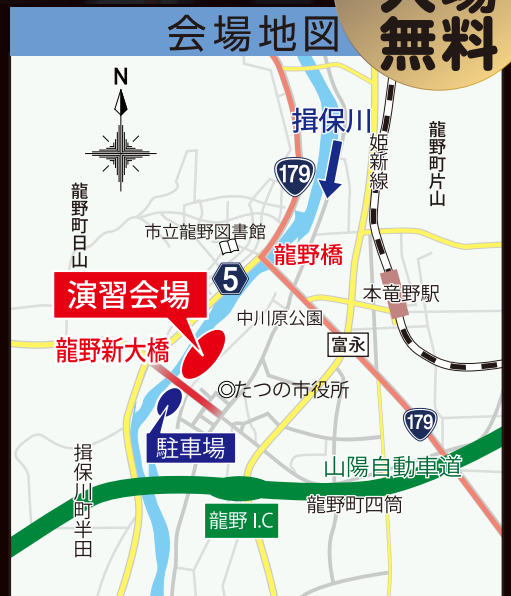 会場地図
入場
無料
N
揖保川
姫新線
龍野町片山
179
龍野町日山
市立龍野図書館
龍野橋
5
演習会場
本竜野駅
中川原公園
富永
龍野新大橋
◎たつの市役所
駐車場
179
山陽自動車道
揖保川町半田
龍野町四箇
龍野 I.C